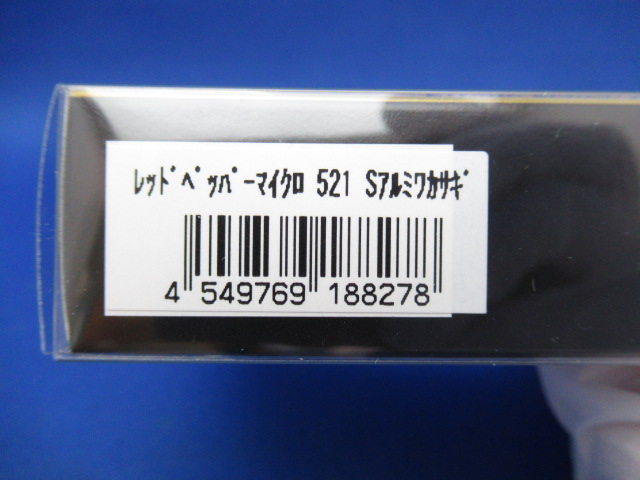 ﾚｯﾄﾞﾍﾟｯﾊﾟｰﾏｲｸﾛ 521 Sｱﾙﾐﾜｶｻｷﾞ
4 549769 188278